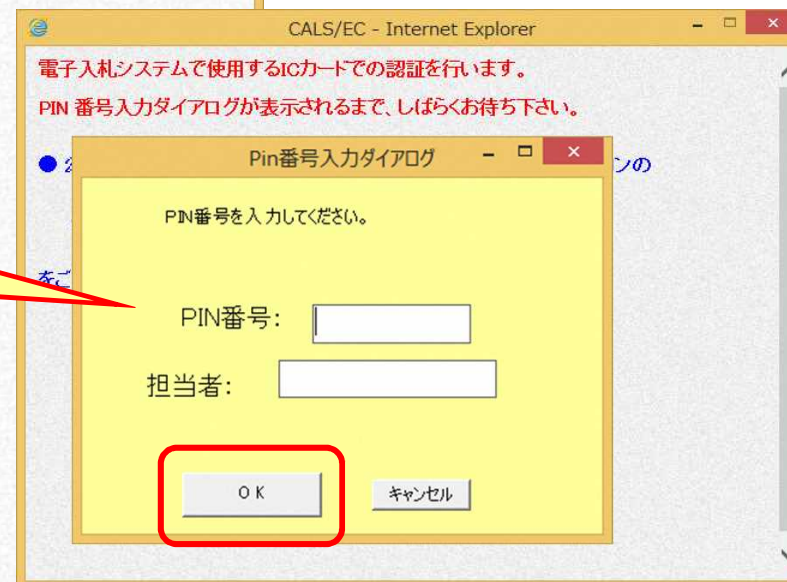 CALS/EC - Internet Explorer
電子入札システムで使用するICカードでの認証を行います。
PIN 番号入力ダイアログが表示されるまで、しばらくお待ち下さい。
ンの
をご
Pin番号入力ダイアログ
PIN番号を入力してください。
PIN番号:
担当者:
OK
キャンセル